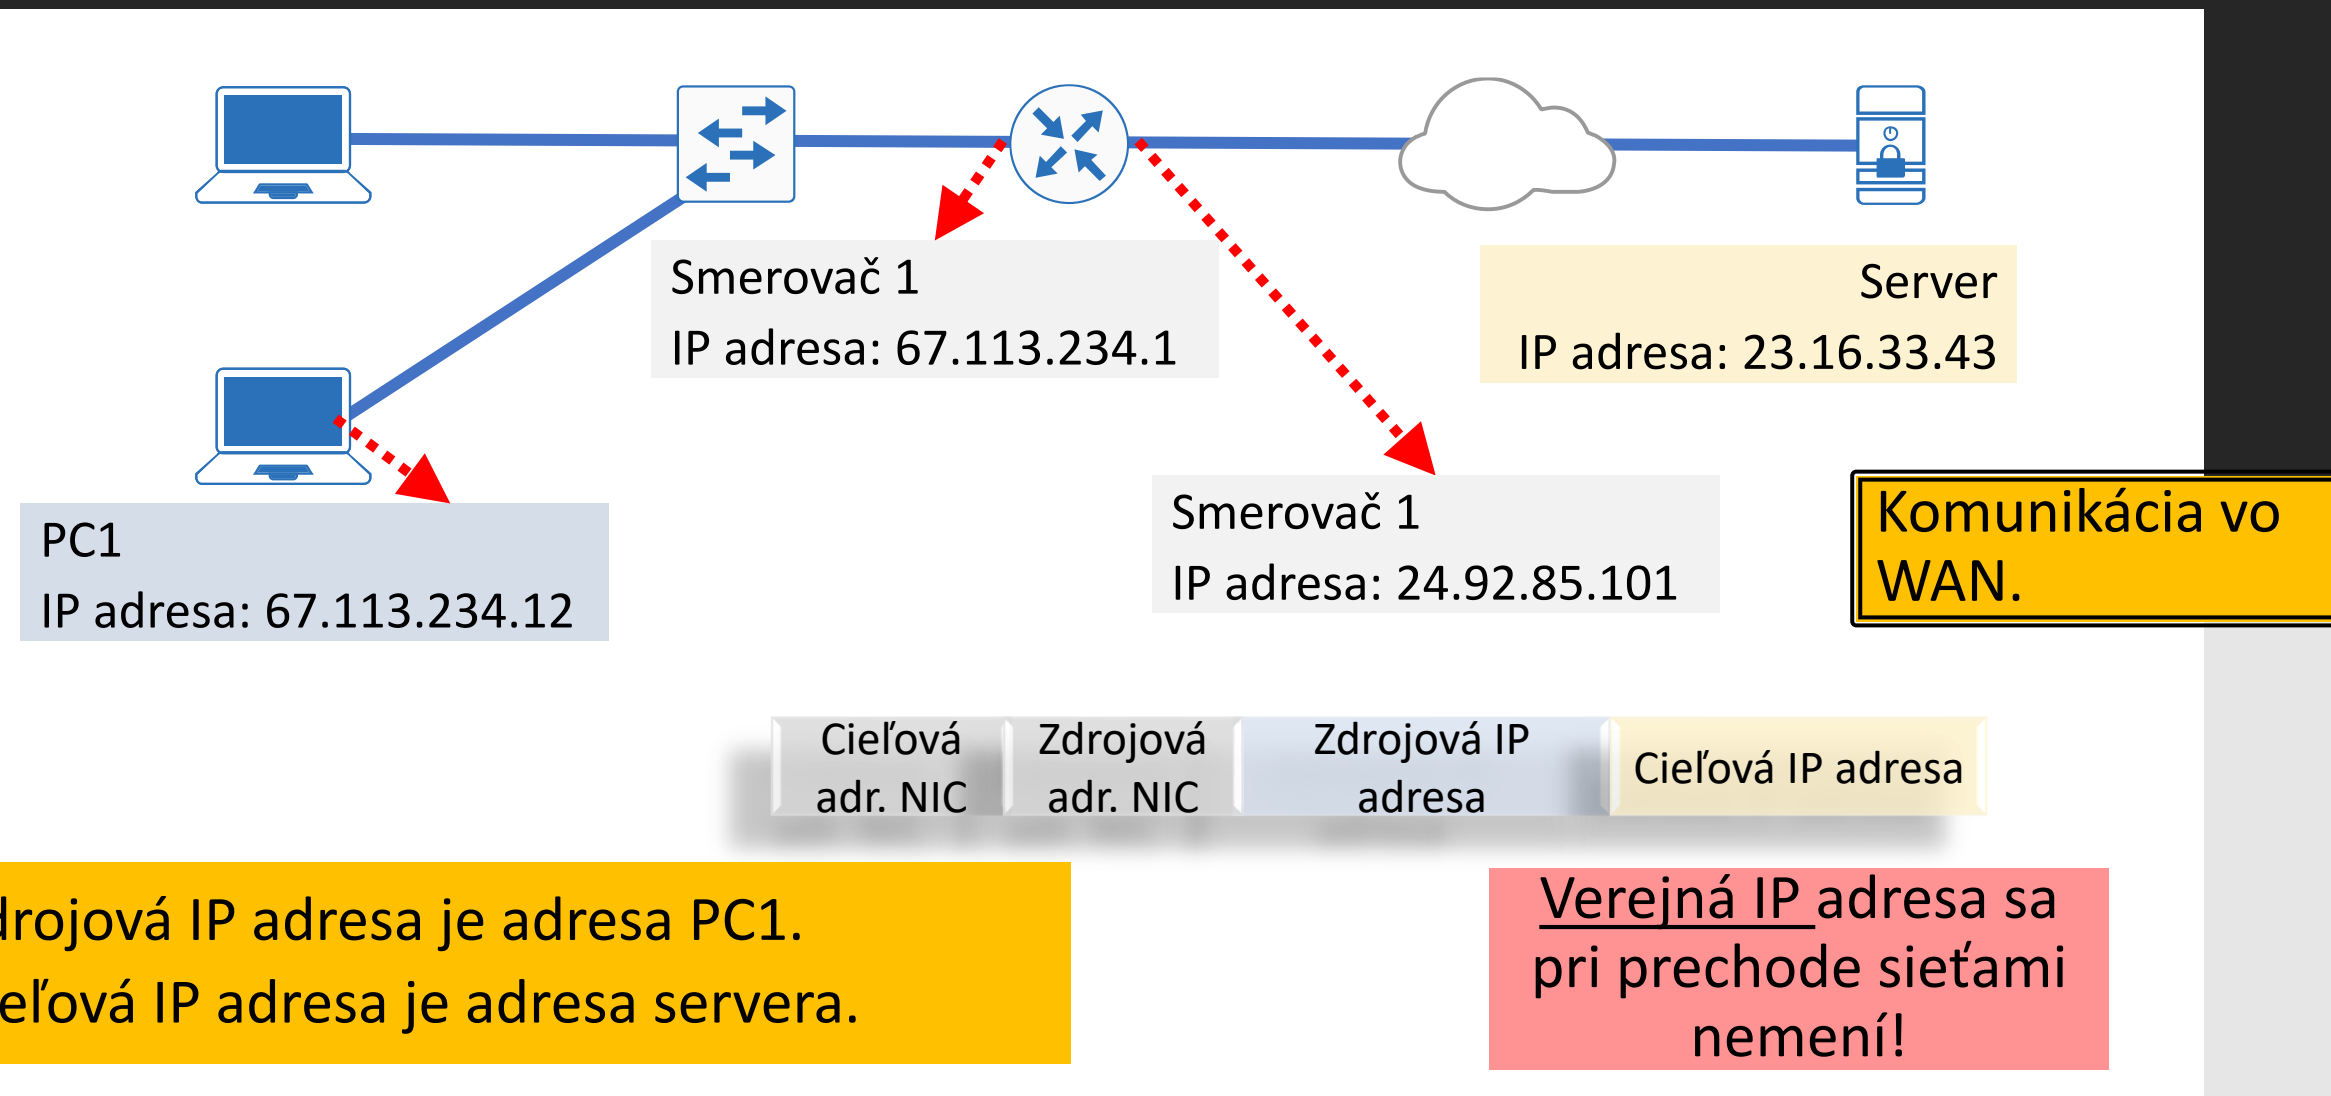 Smerovač 1
IP adresa: 67.113.234.1
Server
IP adresa: 23.16.33.43
PC1
IP adresa: 67.113.234.12
Smerovač 1
IP adresa: 24.92.85.101
Komunikácia vo
WAN.
Cieľová
adr. NIC
Zdrojová
adr. NIC
Zdrojová IP
adresa
Cieľová IP adresa
drojová IP adresa je adresa PC1.
eľová IP adresa je adresa servera.
Verejná IP adresa sa
pri prechode sieťami
nemení!